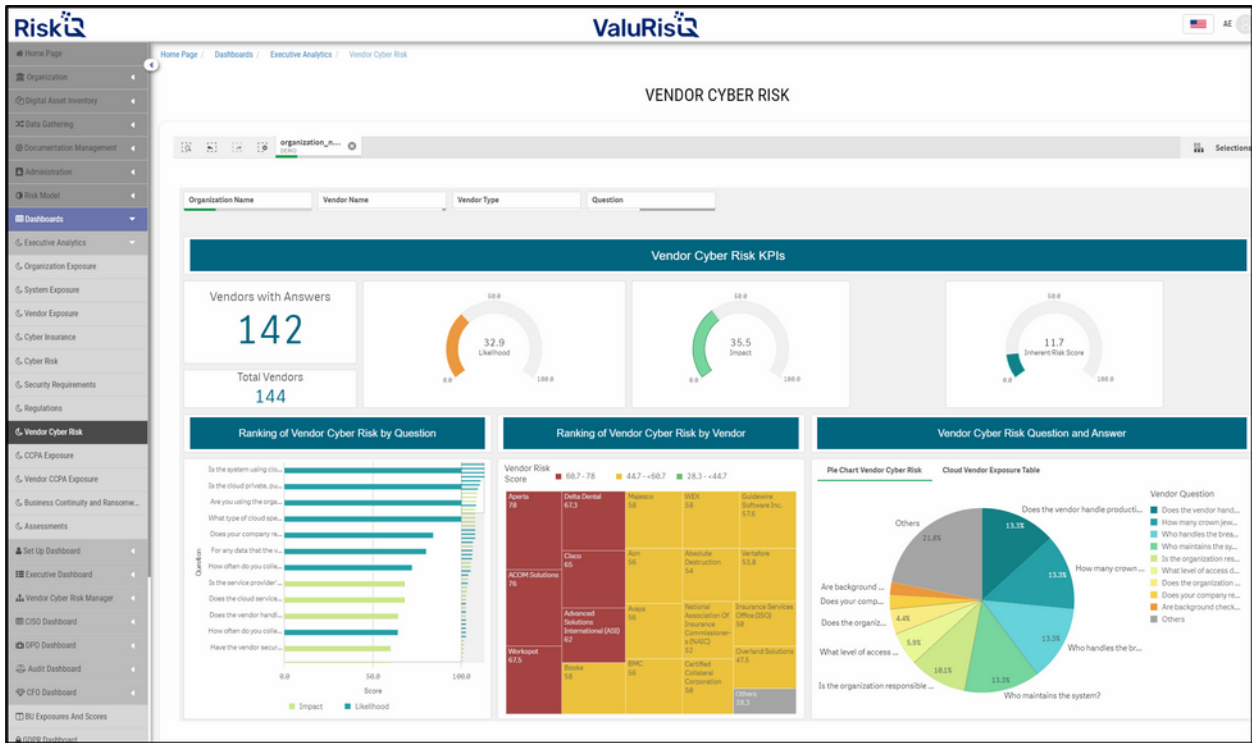 RiskiQ
ValuRisiQ
AE
Home Page
Organization
Digital Asset Inventory
Data Gathering
Documentation Management
Administration
Risk Model
Dashboards
Executive Analytics
Organization Exposure
System Exposure
Vendor Exposure
Cyber Insurance
Cyber Risk
Security Requirements
Regulations
Vendor Cyber Risk
CCPA Exposure
Vendor CCPA Exposure
Business Continuity and Ransomw...
Assessments
Set Up Dashboard
Executive Dashboard
Vendor Cyber Risk Manager
CISO Dashboard
DPO Dashboard
Audit Dashboard
CFO Dashboard
BU Exposures And Scores
GDPR Dashboard
Home Page / Dashboards / Executive Analytics / Vendor Cyber Risk
VENDOR CYBER RISK
organization_n...
DEMO
Selections
Organization Name
Vendor Name
Vendor Type
Question
Vendor Cyber Risk KPIs
Vendors with Answers
142
Total Vendors
144
50.0
32.9
Likelihood
0.0
100.0
50.0
35.5
Impact
0.0
100.0
50.0
11.7
Inherent Risk Score
0.0
100.0
Ranking of Vendor Cyber Risk by Question
Question
Is the system using clo...
Is the cloud private, pu...
Are you using the orga...
What type of cloud spe...
Does your company re...
For any data that the v...
How often do you colle...
Is the service provider'...
Does the cloud service...
Does the vendor handl...
How often do you colle...
Have the vendor secur...
0.0
50.0
100.0
Score
Impact
Likelihood
Ranking of Vendor Cyber Risk by Vendor
Vendor Risk
Score
60.7 - 78
44.7 - <60.7
28.3 - <44.7
Aperta
78
ACOM Solutions
76
Workspot
67.5
Delta Dental
67.3
Cisco
65
Advanced
Solutions
International (ASI)
62
Booke
58
Majesco
58
Aon
56
Avaya
56
BMC
56
WEX
58
Absolute
Destruction
54
National
Association Of
Insurance
Commissioner-
s (NAIC)
52
Certified
Collateral
Corporation
50
Guidewire
Software Inc.
57.6
Vertafore
53.8
Insurance Services
Office (ISO)
50
Overland Solutions
47.5
Others
28.3
Vendor Cyber Risk Question and Answer
Pie Chart Vendor Cyber Risk
Cloud Vendor Exposure Table
Does the vendor handle producti...
13.3%
How many crown ...
13.3%
Who handles the br...
13.3%
Who maintains the system?
13.3%
Is the organization responsible ...
10.1%
What level of access ...
5.9%
Does the organiz...
4.4%
Does your comp...
Are background ...
Others
21.8%
Vendor Question
Does the vendor hand...
How many crown jew...
Who handles the brea...
Who maintains the sy...
Is the organization res...
What level of access d...
Does the organization ...
Does your company re...
Are background check...
Others